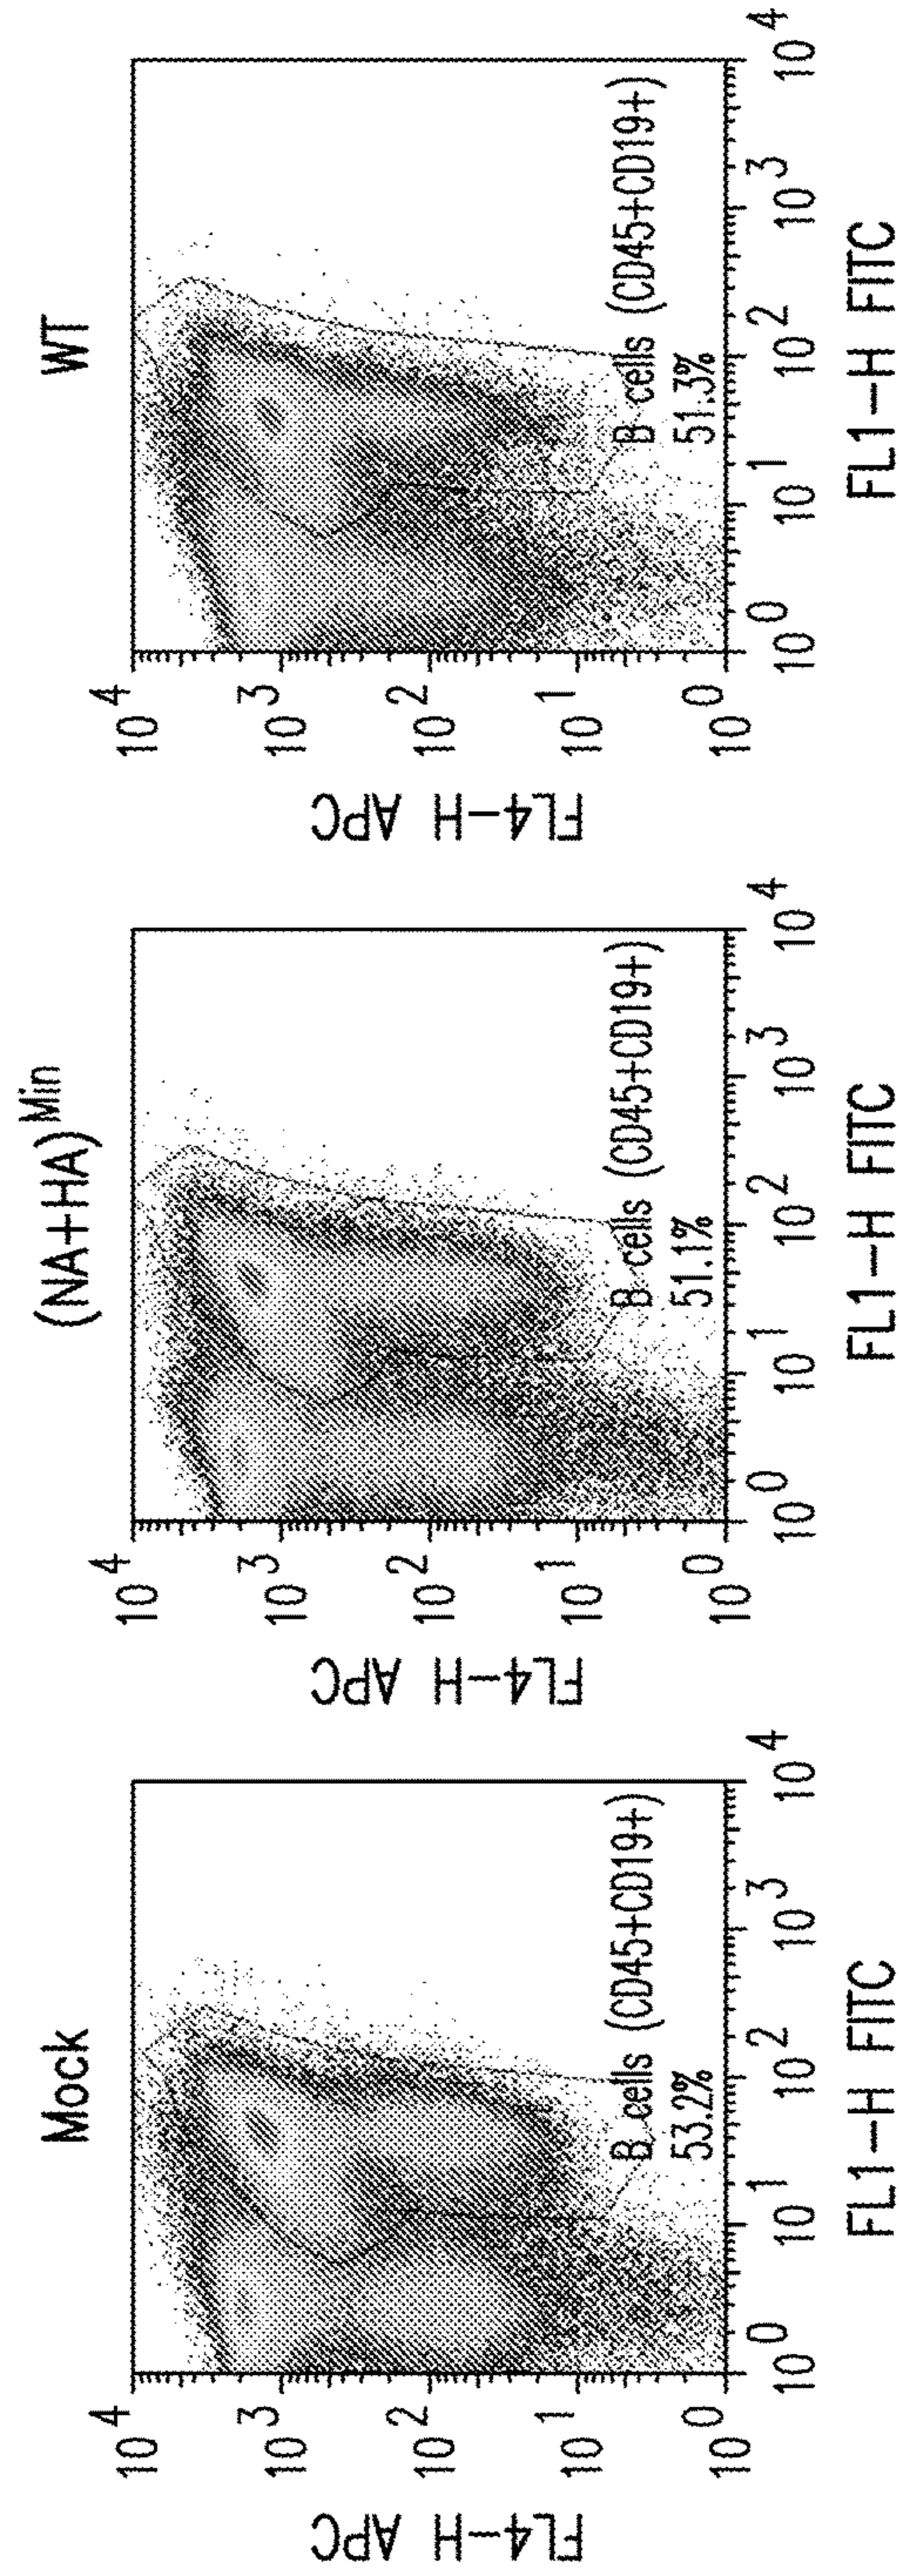 Mock
FL4-H APC
10^4
10^3
10^2
10^1
10^0
B cells (CD45+CD19+)
53.2%
10^0 10^1 10^2 10^3 10^4
FL1-H FITC
(NA+HA)^Min
FL4-H APC
10^4
10^3
10^2
10^1
10^0
B cells (CD45+CD19+)
51.1%
10^0 10^1 10^2 10^3 10^4
FL1-H FITC
WT
FL4-H APC
10^4
10^3
10^2
10^1
10^0
B cells (CD45+CD19+)
51.3%
10^0 10^1 10^2 10^3 10^4
FL1-H FITC